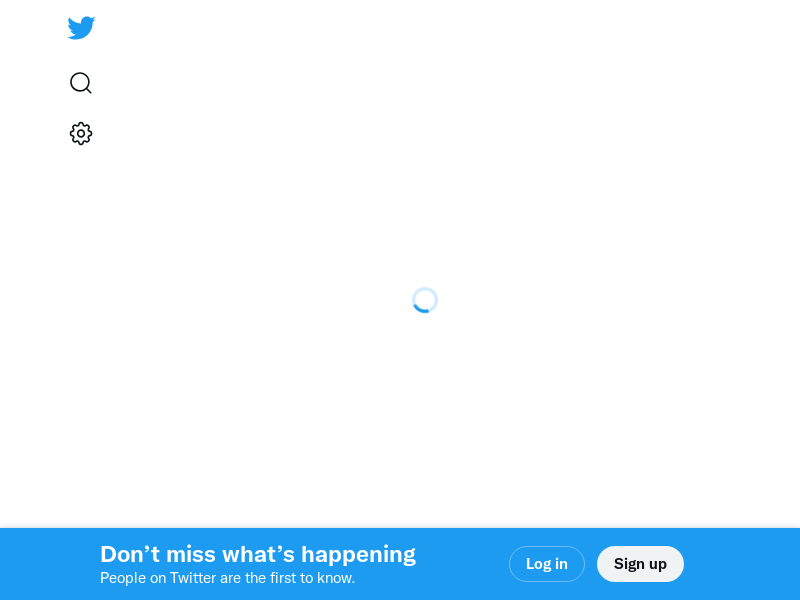 Don’t miss what’s happening
People on Twitter are the first to know.
Log in
Sign up